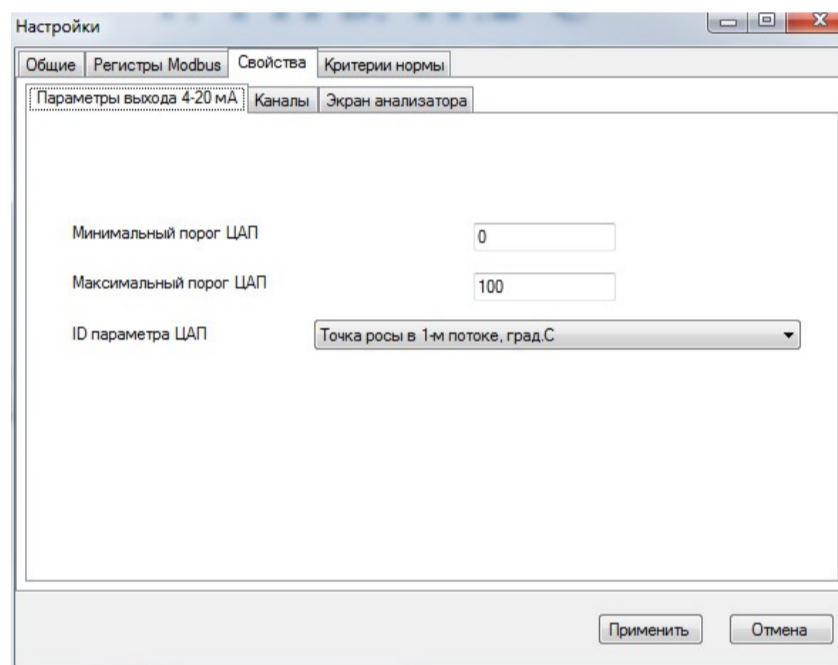 Настройки
Общие Регистры Modbus Свойства Критерии нормы
Параметры выхода 4-20 мА Каналы Экран анализатора
Минимальный порог ЦАП 0
Максимальный порог ЦАП 100
ID параметра ЦАП Точка росы в 1-м потоке, град.С
Применить Отмена